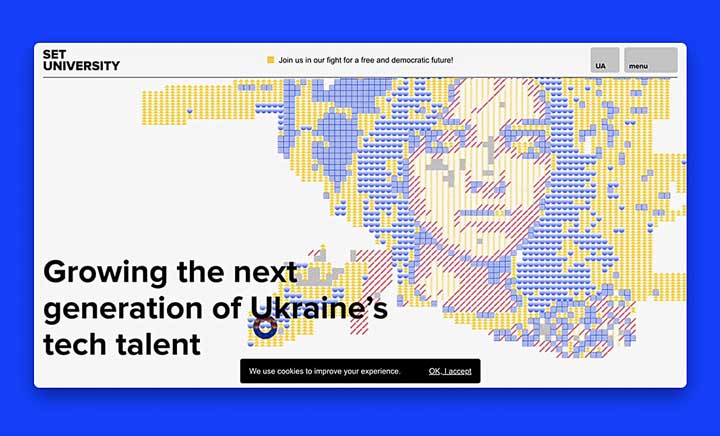 SET
UNIVERSITY
Join us in our fight for a free and democratic future!
UA
menu
Growing the next
generation of Ukraine’s
tech talent
We use cookies to improve your experience.
OK, I accept